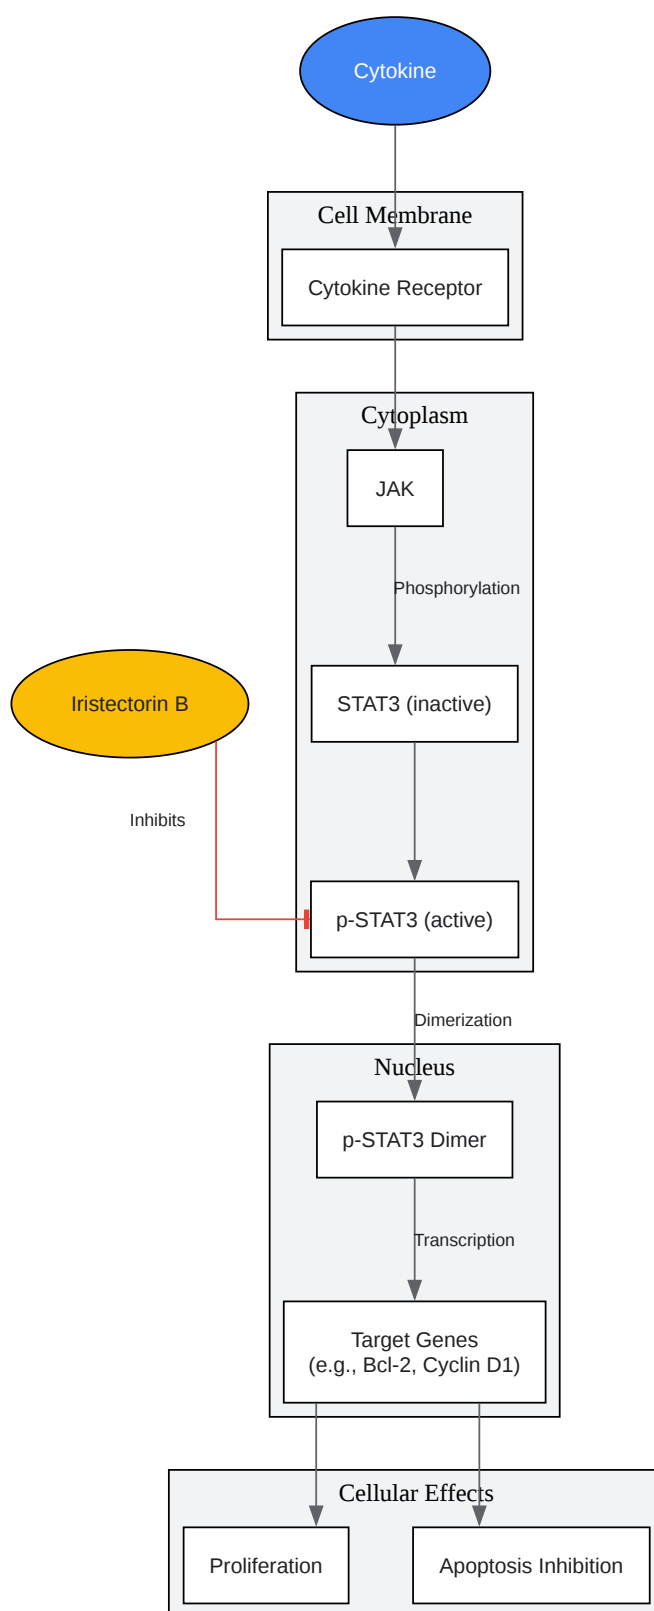 Cytokine
Cell Membrane
Cytokine Receptor
Cytoplasm
JAK
Phosphorylation
Iristectorin B
STAT3 (inactive)
Inhibits
p-STAT3 (active)
Dimerization
Nucleus
p-STAT3 Dimer
Transcription
Target Genes
(e.g., Bcl-2, Cyclin D1)
Cellular Effects
Proliferation
Apoptosis Inhibition